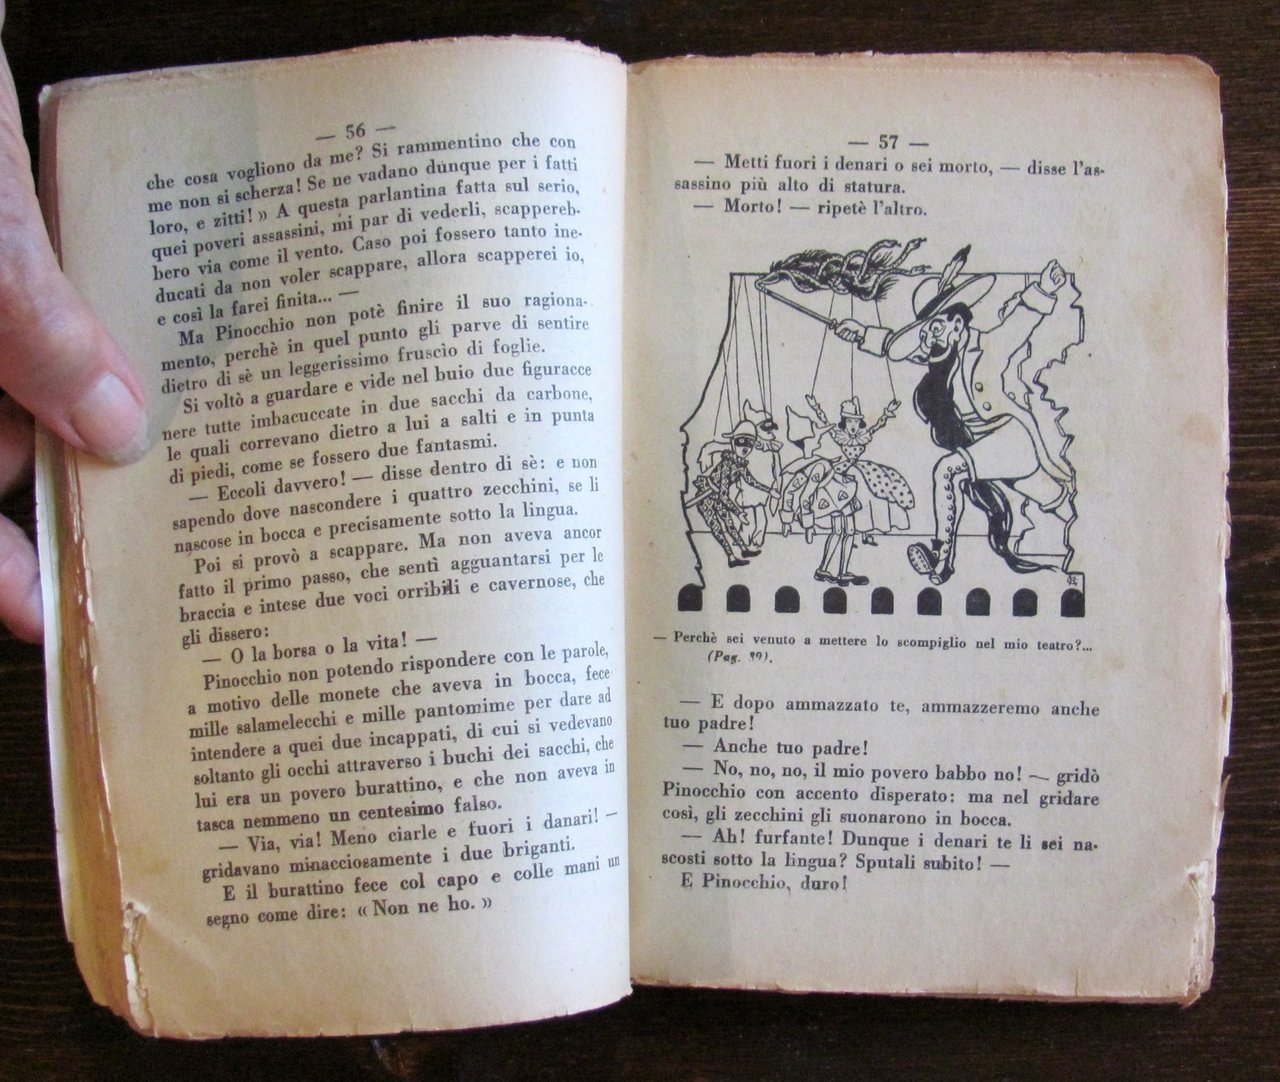 — 56 —
che cosa vogliono da me? Si rammentino che con
me non si scherza! Se ne vadano dunque per i fatti
loro, e zitti! » A questa parlantina fatta sul serio,
quei poveri assassini, mi par di vederli, scappereb-
bero via come il vento. Caso poi fossero tanto ine-
ducati da non voler scappare, allora scapperei io,
e così la farei finita... —
Ma Pinocchio non potè finire il suo ragiona-
mento, perchè in quel punto gli parve di sentire
dietro di sè un leggerissimo fruscìo di foglie.
Si voltò a guardare e vide nel buio due figuracce
nere tutte imbacuccate in due sacchi da carbone,
le quali correvano dietro a lui a salti e in punta
di piedi, come se fossero due fantasmi.
— Eccoli davvero! — disse dentro di sè: e non
sapendo dove nascondere i quattro zecchini, se li
nascose in bocca e precisamente sotto la lingua.
Poi si provò a scappare. Ma non aveva ancor
fatto il primo passo, che sentì agguantarsi per le
braccia e intese due voci orribili e cavernose, che
gli dissero:
— O la borsa o la vita! —
Pinocchio non potendo rispondere con le parole,
a motivo delle monete che aveva in bocca, fece
mille salamelecchi e mille pantomime per dare ad
intendere a quei due incappati, di cui si vedevano
soltanto gli occhi attraverso i buchi dei sacchi, che
lui era un povero burattino, e che non aveva in
tasca nemmeno un centesimo falso.
— Via, via! Meno ciarle e fuori i danari! —
gridavano minacciosamente i due briganti.
E il burattino fece col capo e colle mani un
segno come dire: « Non ne ho. »
— 57 —
— Metti fuori i denari o sei morto, — disse l'as-
sassino più alto di statura.
— Morto! — ripetè l'altro.
— Perchè sei venuto a mettere lo scompiglio nel mio teatro?...
(Pag.
— E dopo ammazzato te, ammazzeremo anche
tuo padre!
— Anche tuo padre!
— No, no, no, il mio povero babbo no! — gridò
Pinocchio con accento disperato: ma nel gridare
così, gli zecchini gli suonarono in bocca.
— Ah! furfante! Dunque i denari te li sei na-
scosti sotto la lingua? Sputali subito! —
E Pinocchio, duro!